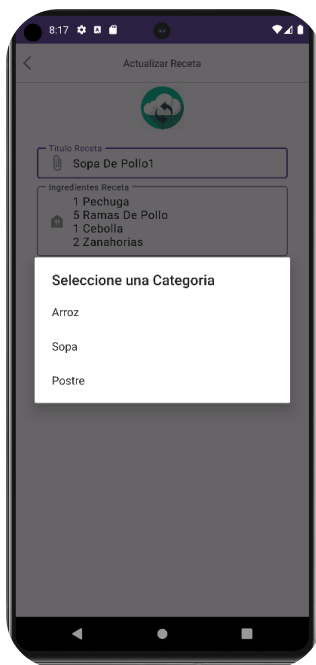 8:17
Actualizar Receta
Titulo Receta
Sopa De Pollo1
Ingredientes Receta
1 Pechuga
5 Ramas De Pollo
1 Cebolla
2 Zanahorias
Seleccione una Categoria
Arroz
Sopa
Postre